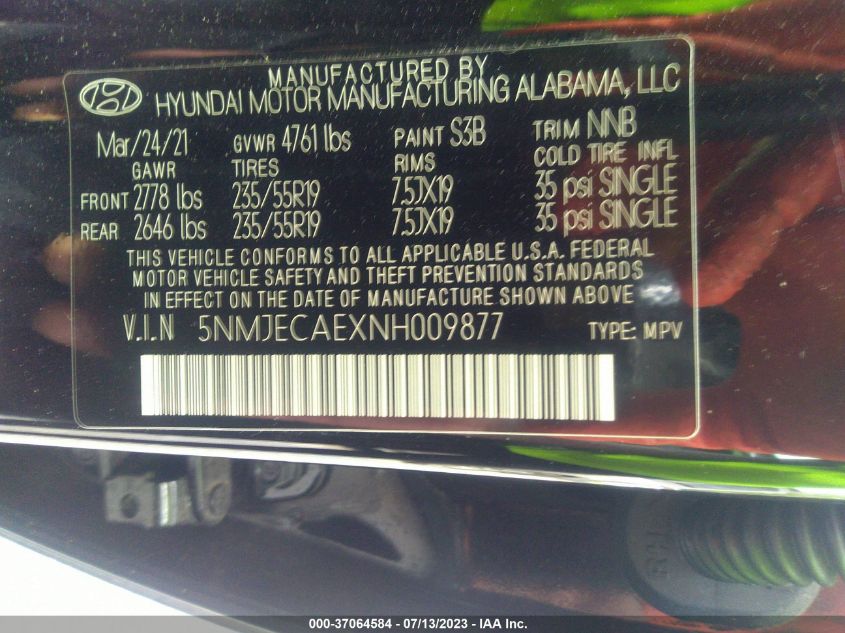 MANUFACTURED BY
HYUNDAI MOTOR MANUFACTURING ALABAMA, LLC
Mar/24/21 GVWR 4761 lbs PAINT S3B TRIM NNB
GAWR TIRES RIMS COLD TIRE INFL
FRONT 2778 lbs 235/55R19 7.5JX19 35 psi SINGLE
REAR 2646 lbs 235/55R19 7.5JX19 35 psi SINGLE
THIS VEHICLE CONFORMS TO ALL APPLICABLE U.S.A. FEDERAL
MOTOR VEHICLE SAFETY AND THEFT PREVENTION STANDARDS
IN EFFECT ON THE DATE OF MANUFACTURE SHOWN ABOVE
V.I.N 5NMJECAEXNH009877 TYPE: MPV
000-37064584 - 07/13/2023 - IAA Inc.